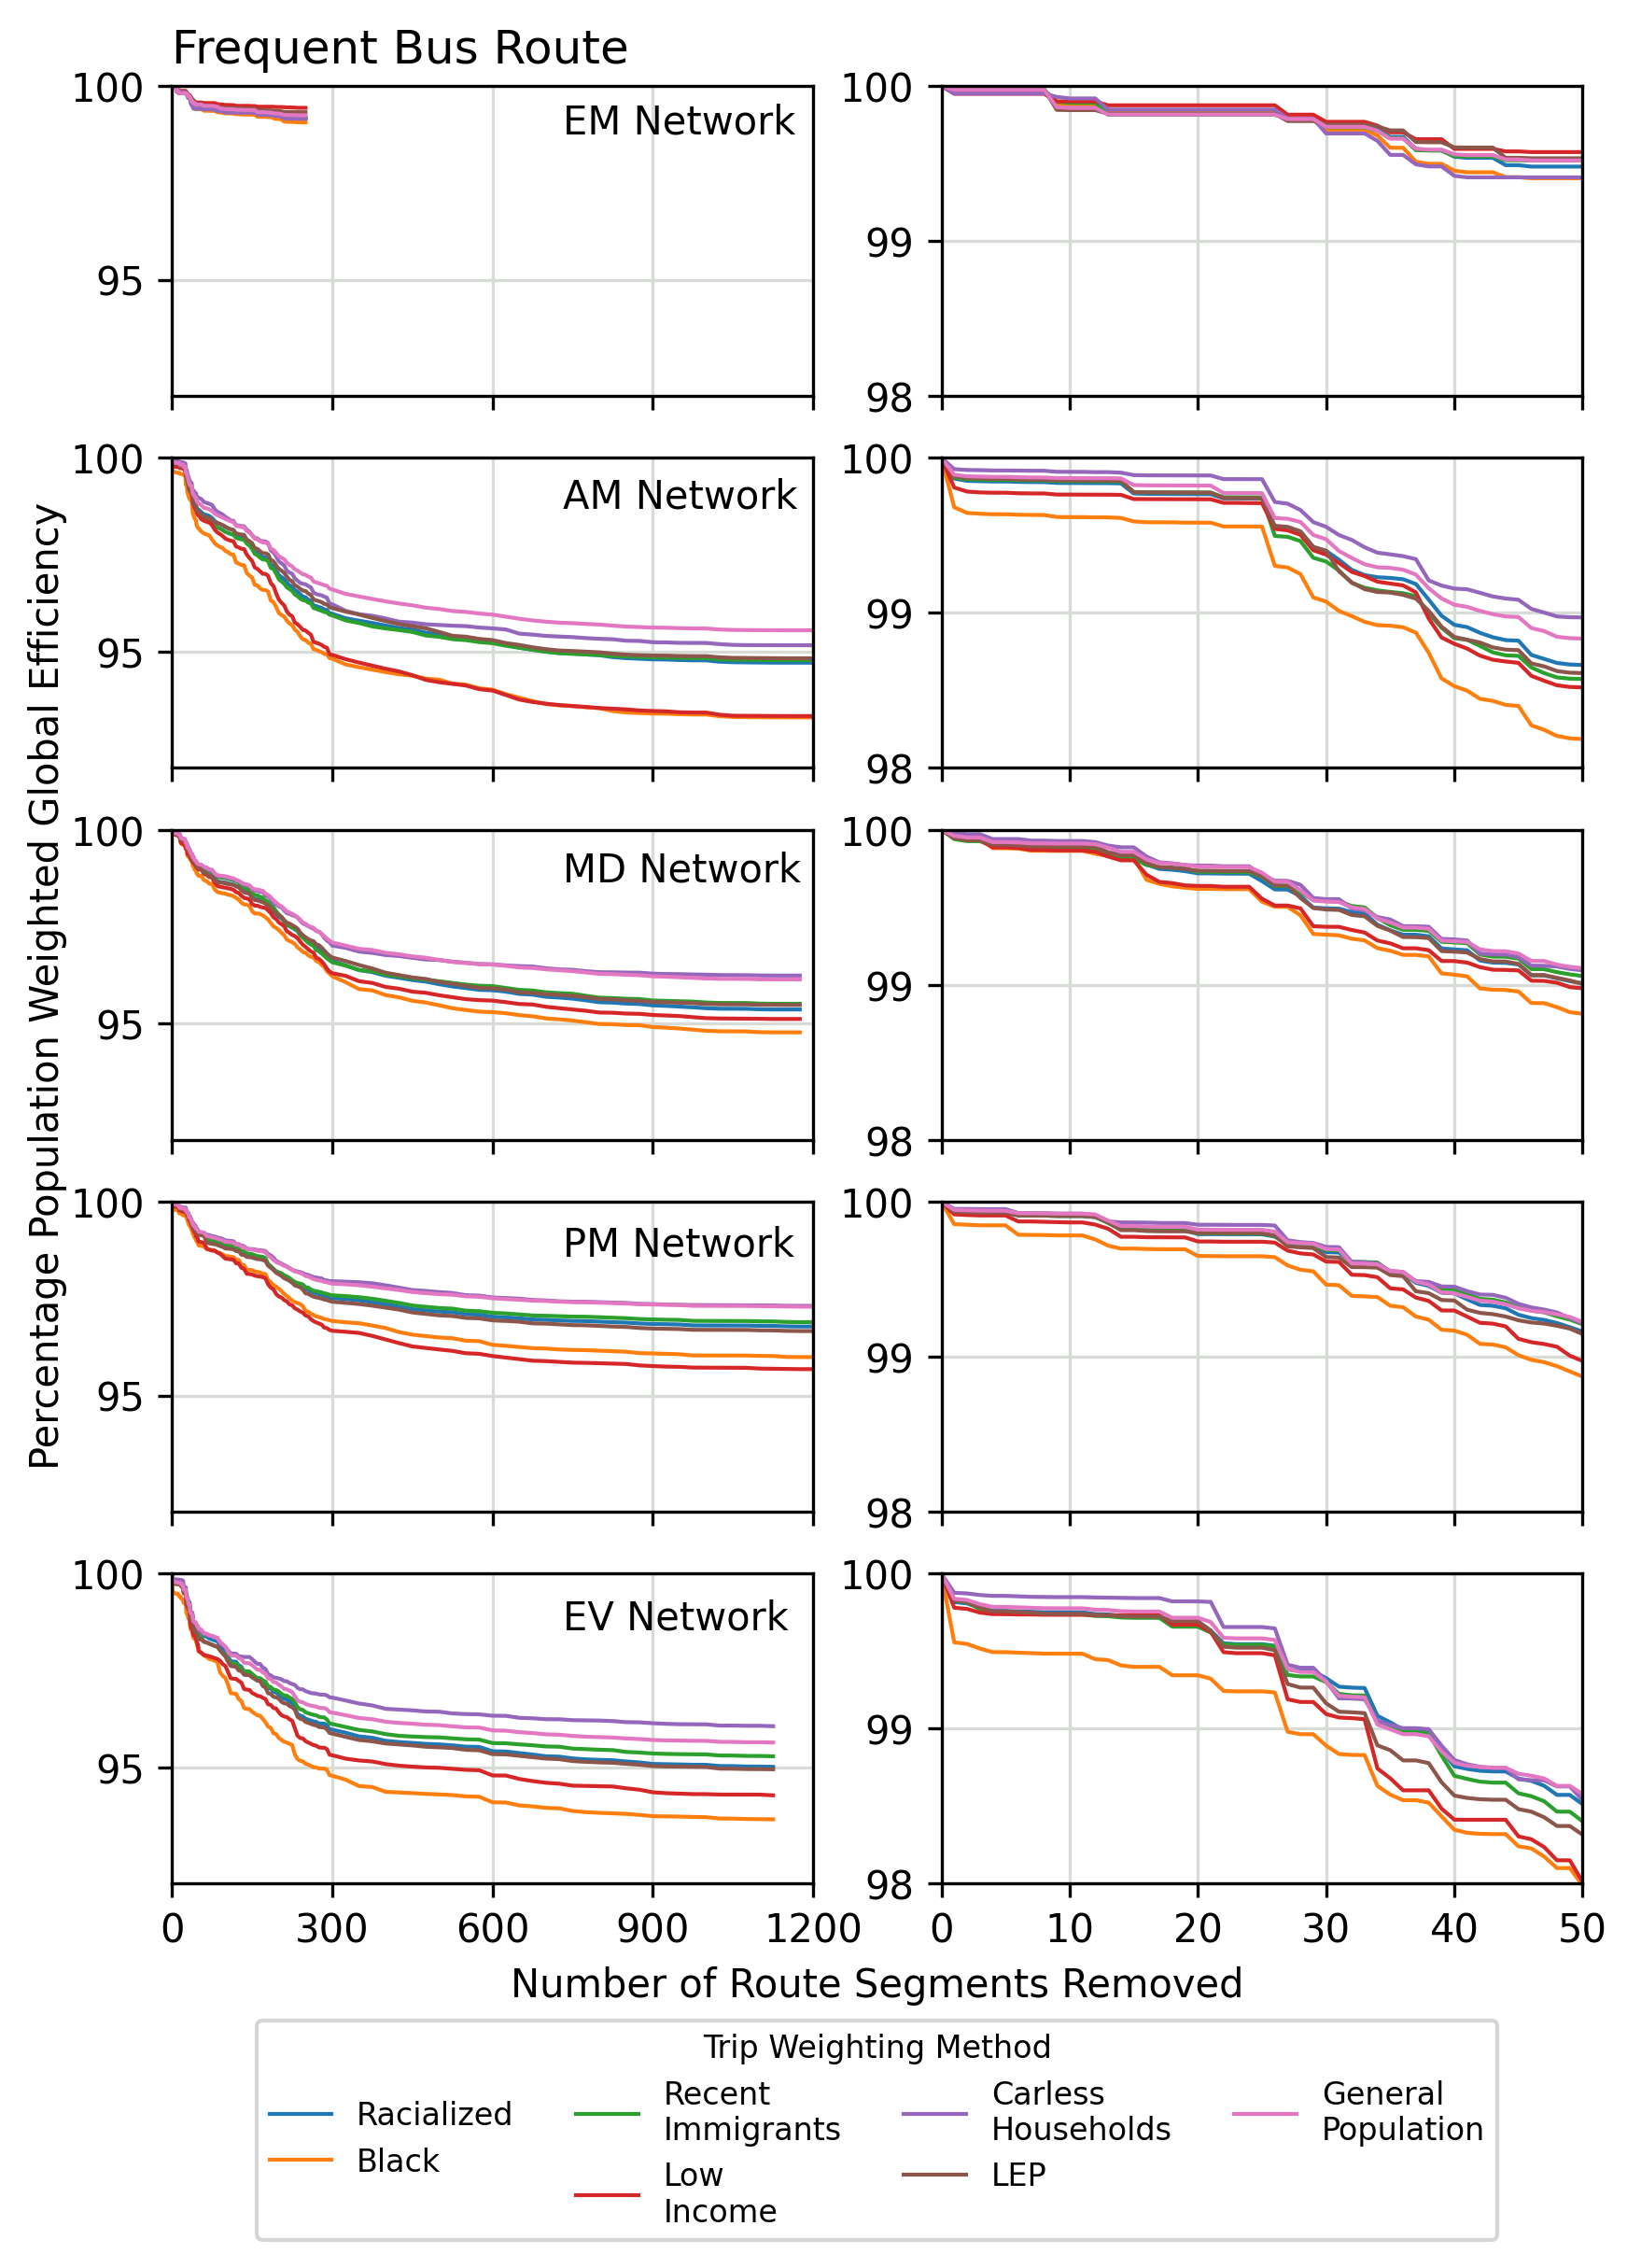 Frequent Bus Route
Percentage Population Weighted Global Efficiency
100
95
EM Network
100
99
98
100
95
AM Network
100
99
98
100
95
MD Network
100
99
98
100
95
PM Network
100
99
98
100
95
EV Network
0 300 600 900 1200
100
99
98
0 10 20 30 40 50
Number of Route Segments Removed
Trip Weighting Method
Racialized
Black
Recent
Immigrants
Low
Income
Carless
Households
LEP
General
Population